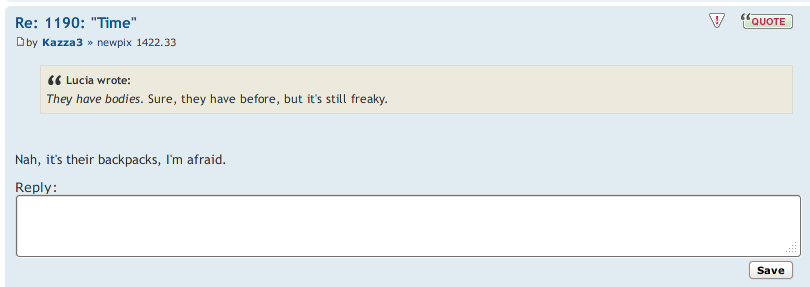 Re: 1190: "Time"
QUOTE
by Kazza3 » newpix 1422.33
Lucia wrote:
They have bodies. Sure, they have before, but it's still freaky.
Nah, it's their backpacks, I'm afraid.
Reply:
Save